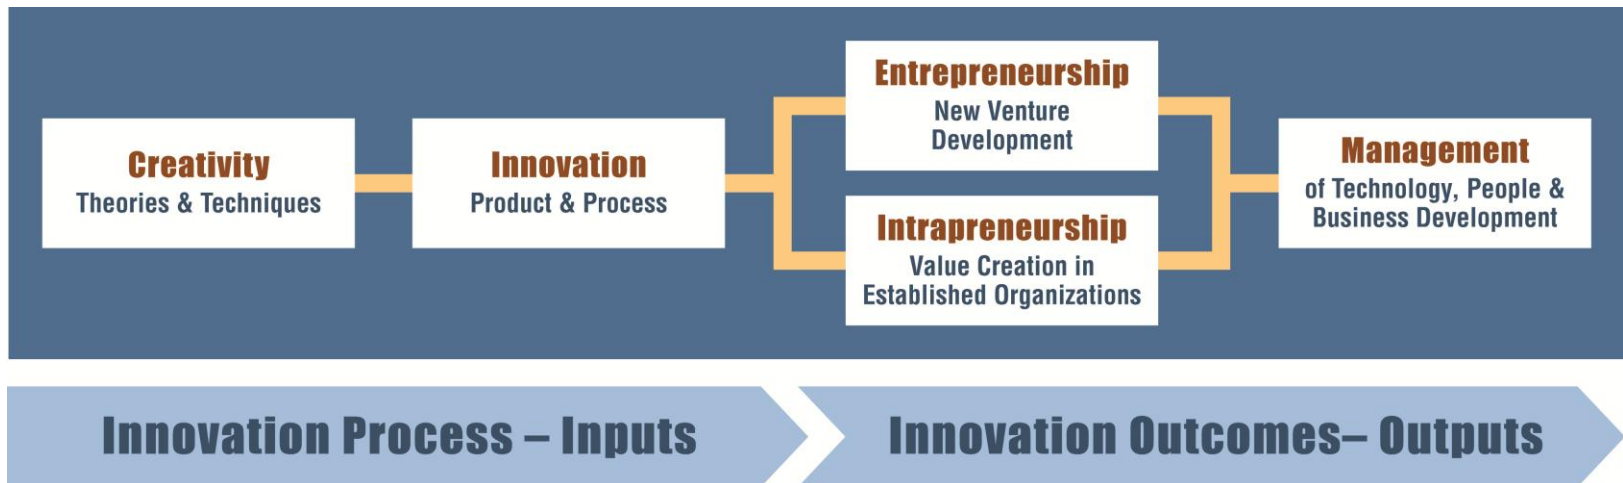 Creativity
Theories & Techniques
Innovation
Product & Process
Entrepreneurship
New Venture
Development
Intrapreneurship
Value Creation in
Established Organizations
Management
of Technology, People &
Business Development
Innovation Process – Inputs
Innovation Outcomes– Outputs